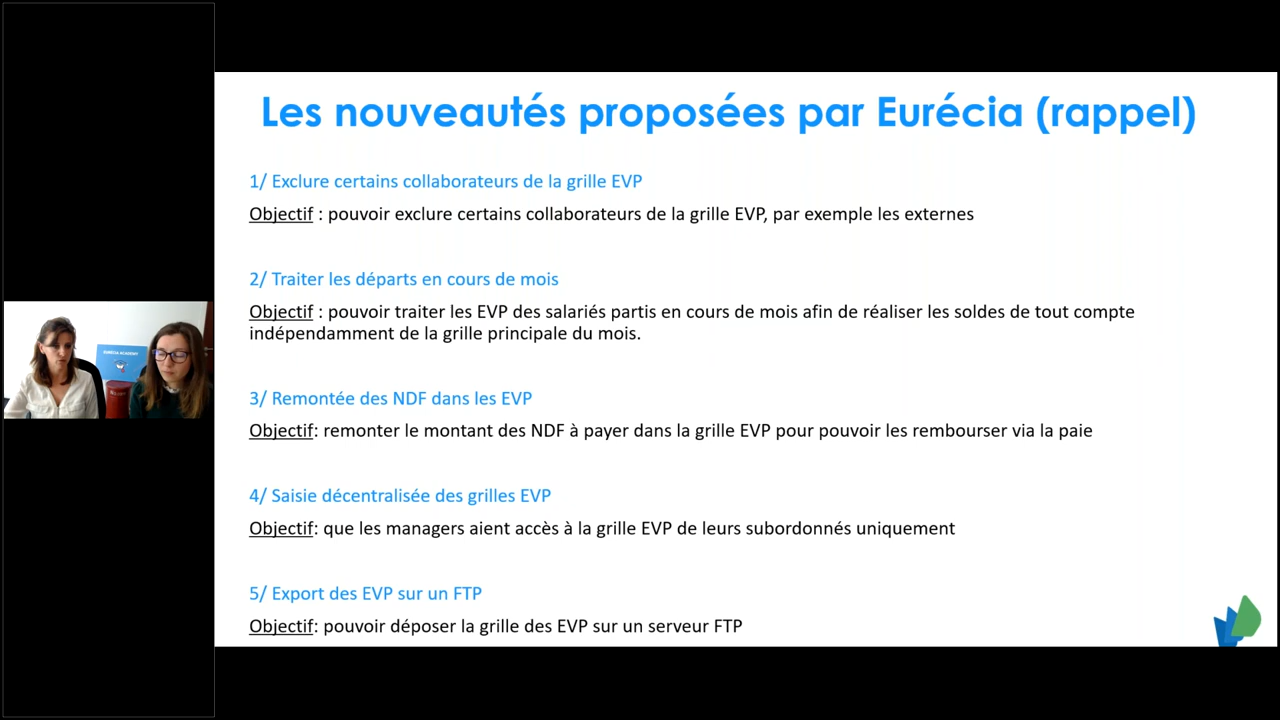 Les nouveautés proposées par Eurécia (rappel)
1/ Exclure certains collaborateurs de la grille EVP
Objectif : pouvoir exclure certains collaborateurs de la grille EVP, par exemple les externes
2/ Traiter les départs en cours de mois
Objectif : pouvoir traiter les EVP des salariés partis en cours de mois afin de réaliser les soldes de tout compte
indépendamment de la grille principale du mois.
3/ Remontée des NDF dans les EVP
Objectif: remonter le montant des NDF à payer dans la grille EVP pour pouvoir les rembourser via la paie
4/ Saisie décentralisée des grilles EVP
Objectif: que les managers aient accès à la grille EVP de leurs subordonnés uniquement
5/ Export des EVP sur un FTP
Objectif: pouvoir déposer la grille des EVP sur un serveur FTP
EURÉCIA ACADEMY